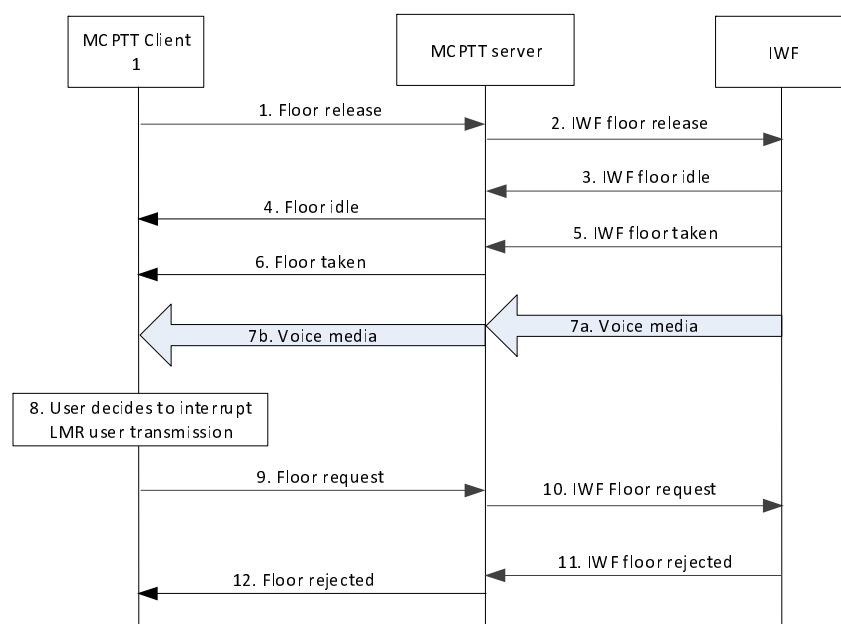 MCPTT Client
1
MCPTT server
IWF
1. Floor release
2. IWF floor release
3. IWF floor idle
4. Floor idle
5. IWF floor taken
6. Floor taken
7a. Voice media
7b. Voice media
8. User decides to interrupt
LMR user transmission
9. Floor request
10. IWF Floor request
11. IWF floor rejected
12. Floor rejected